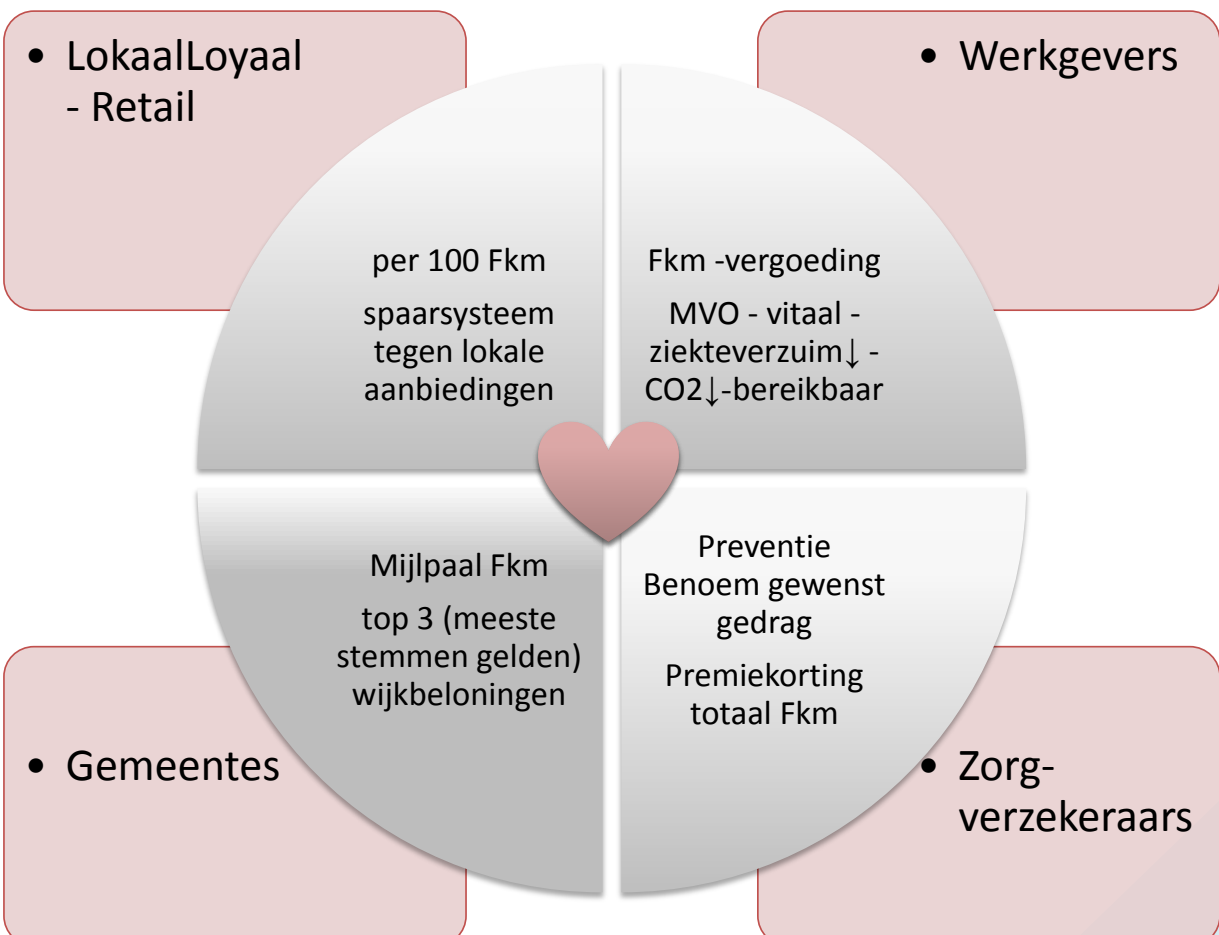 • LokaalLoyaal
- Retail
per 100 Fkm
spaarsysteem
tegen lokale
aanbiedingen
• Werkgevers
Fkm -vergoeding
MVO - vitaal -
ziekteverzuim↓ -
CO2↓-bereikbaar
• Gemeentes
Mijlpaal Fkm
top 3 (meeste
stemmen gelden)
wijkbeloningen
• Zorg-
verzekeraars
Preventie
Benoem gewenst
gedrag
Premiekorting
totaal Fkm